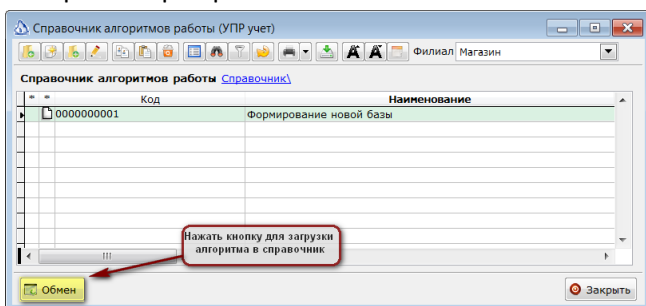 Справочник алгоритмов работы (УПР учет)
Филиал Магазин
Справочник алгоритмов работы Справочник\
* * Код Наименование
0000000001 Формирование новой базы
Нажать кнопку для загрузки
алгоритма в справочник
Обмен Закрыть